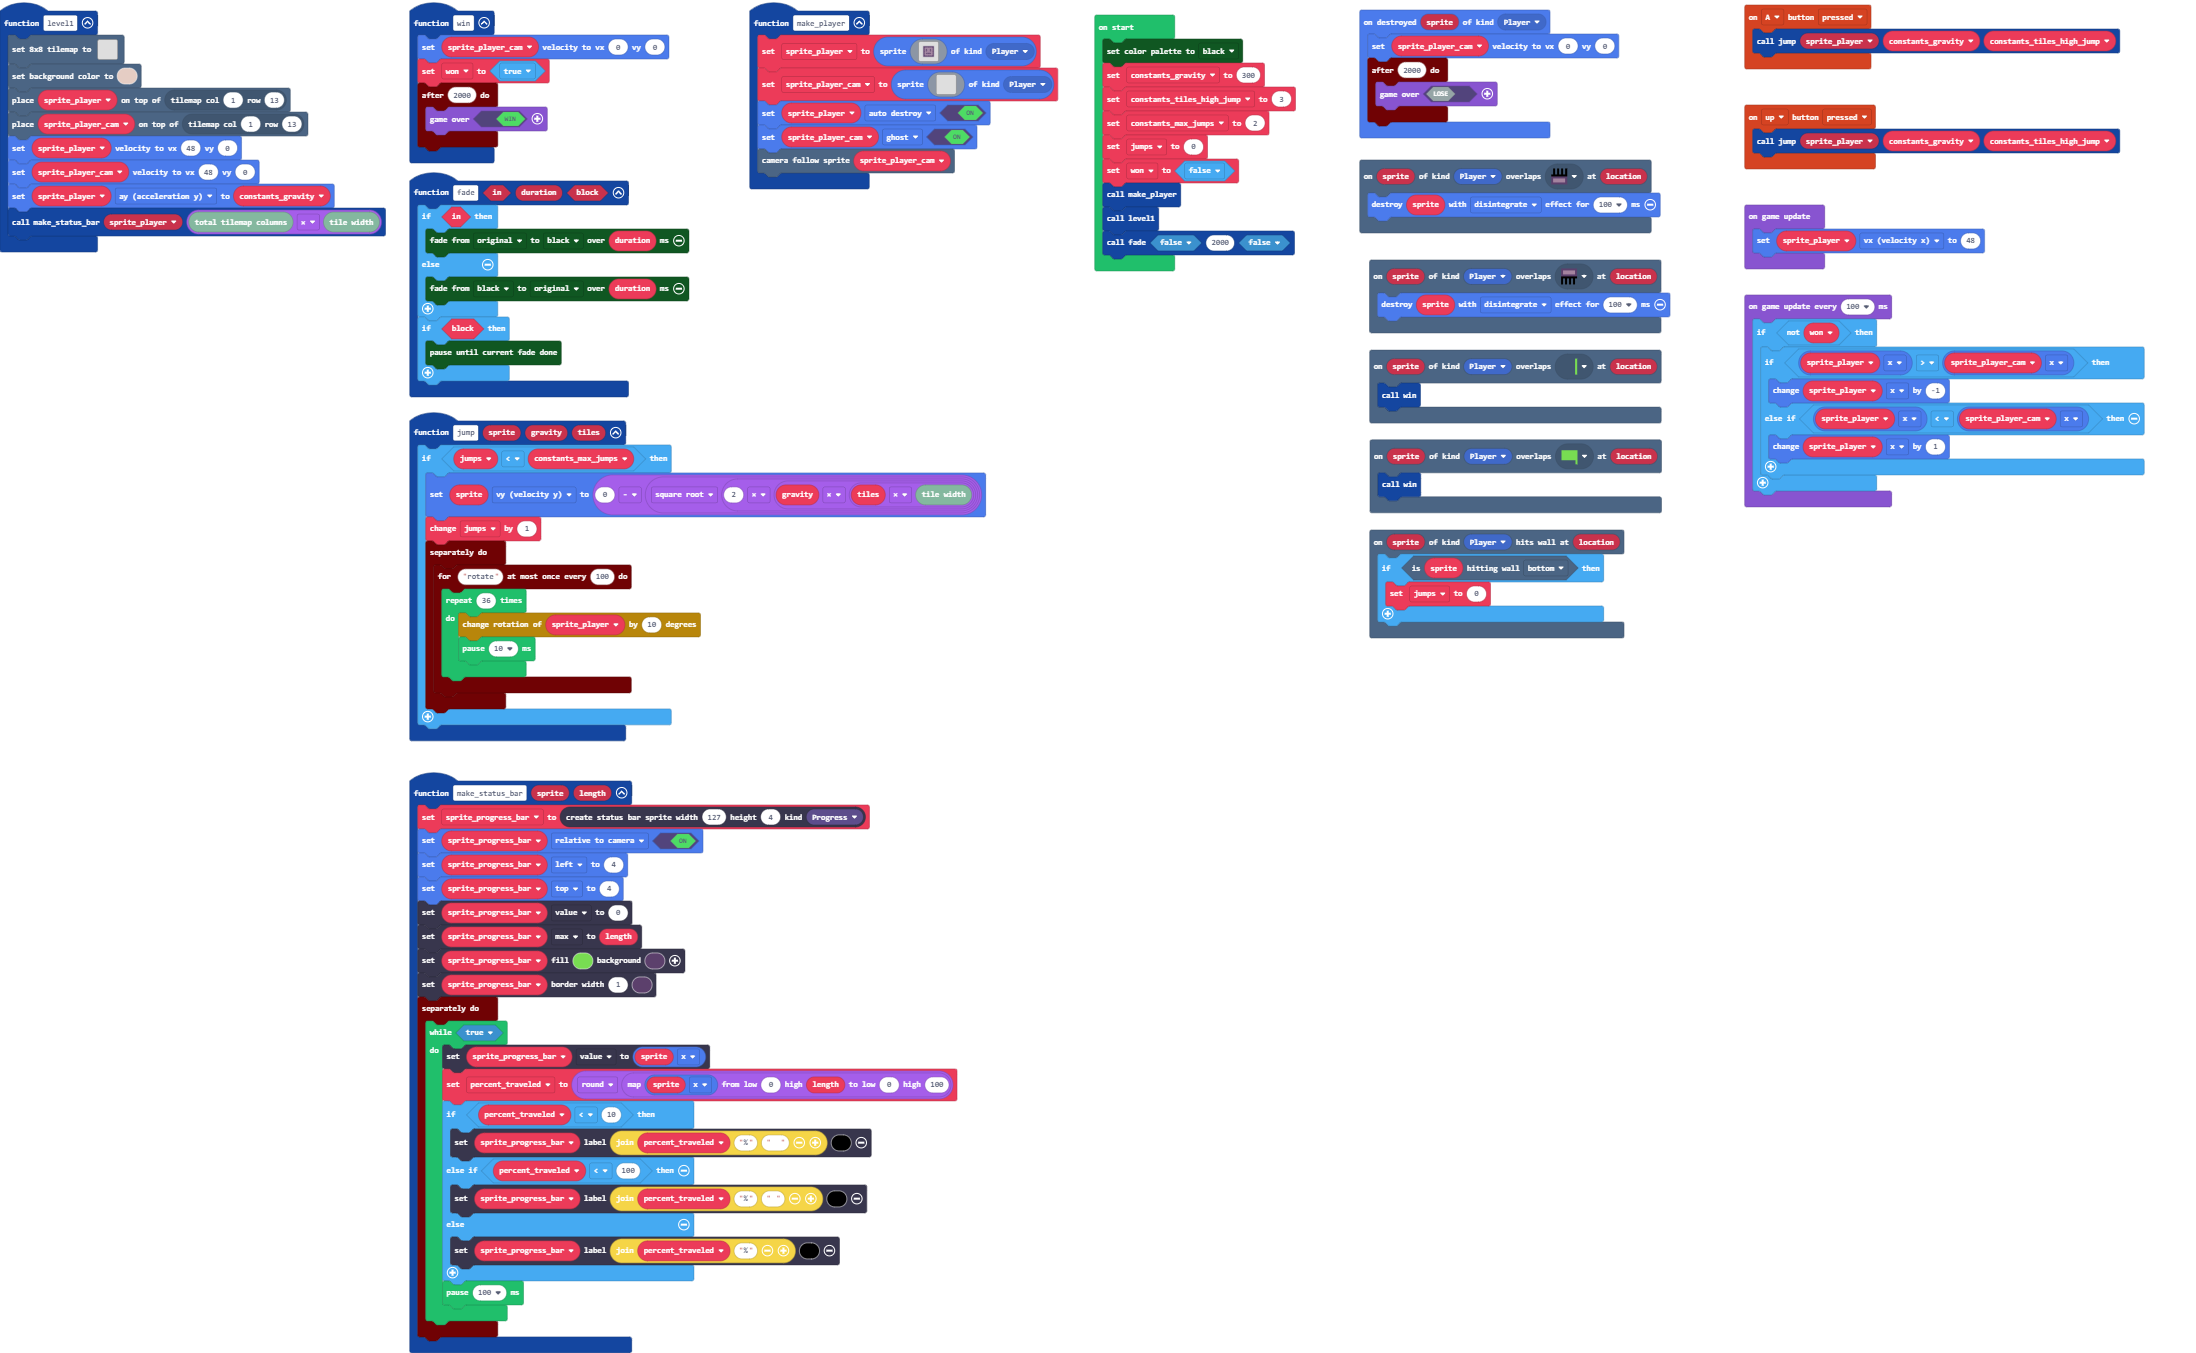 function level1
set 8x8 tilemap to
set background color to
place sprite_player on top of tilemap col 1 row 13
place sprite_player_cam on top of tilemap col 1 row 13
set sprite_player velocity to vx 48 vy 0
set sprite_player_cam velocity to vx 48 vy 0
set sprite_player ay (acceleration y) to constants_gravity
call make_status_bar sprite_player total tilemap columns × tile width
function win
set sprite_player_cam velocity to vx 0 vy 0
set won to true
after 2000 do
game over WIN
function fade in duration block
if in then
fade from original to black over duration ms
else
fade from black to original over duration ms
if block then
pause until current fade done
function jump sprite gravity tiles
if jumps < constants_max_jumps then
set sprite vy (velocity y) to 0 - square root 2 × gravity × tiles × tile width
change jumps by 1
separately do
for "rotate" at most once every 100 do
repeat 36 times
do change rotation of sprite_player by 10 degrees
pause 10 ms
function make_status_bar sprite length
set sprite_progress_bar to create status bar sprite width 127 height 4 kind Progress
set sprite_progress_bar relative to camera ON
set sprite_progress_bar left to 4
set sprite_progress_bar top to 4
set sprite_progress_bar value to 0
set sprite_progress_bar max to length
set sprite_progress_bar fill background
set sprite_progress_bar border width 1
separately do
while true
do set sprite_progress_bar value to sprite x
set percent_traveled to round map sprite x from low 0 high length to low 0 high 100
if percent_traveled < 10 then
set sprite_progress_bar label join percent_traveled "%" "  "
else if percent_traveled < 100 then
set sprite_progress_bar label join percent_traveled "%" " "
else
set sprite_progress_bar label join percent_traveled "%"
pause 100 ms
function make_player
set sprite_player to sprite of kind Player
set sprite_player_cam to sprite of kind Player
set sprite_player auto destroy ON
set sprite_player_cam ghost ON
camera follow sprite sprite_player_cam
on start
set color palette to black
set constants_gravity to 300
set constants_tiles_high_jump to 3
set constants_max_jumps to 2
set jumps to 0
set won to false
call make_player
call level1
call fade false 2000 false
on destroyed sprite of kind Player
set sprite_player_cam velocity to vx 0 vy 0
after 2000 do
game over LOSE
on sprite of kind Player overlaps at location
destroy sprite with disintegrate effect for 100 ms
on sprite of kind Player overlaps at location
destroy sprite with disintegrate effect for 100 ms
on sprite of kind Player overlaps at location
call win
on sprite of kind Player overlaps at location
call win
on sprite of kind Player hits wall at location
if is sprite hitting wall bottom then
set jumps to 0
on A button pressed
call jump sprite_player constants_gravity constants_tiles_high_jump
on up button pressed
call jump sprite_player constants_gravity constants_tiles_high_jump
on game update
set sprite_player vx (velocity x) to 48
on game update every 100 ms
if not won then
if sprite_player x > sprite_player_cam x then
change sprite_player x by -1
else if sprite_player x < sprite_player_cam x then
change sprite_player x by 1